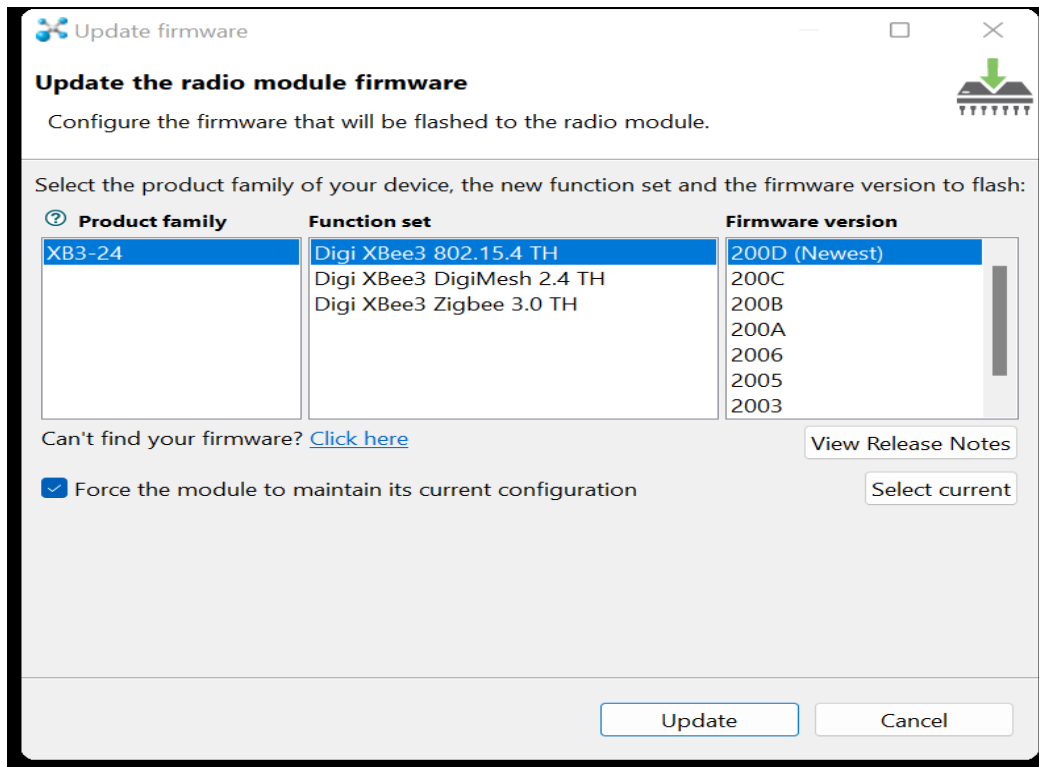 Update firmware
Update the radio module firmware
Configure the firmware that will be flashed to the radio module.
Select the product family of your device, the new function set and the firmware version to flash:
Product family
XB3-24
Function set
Digi XBee3 802.15.4 TH
Digi XBee3 DigiMesh 2.4 TH
Digi XBee3 Zigbee 3.0 TH
Firmware version
200D (Newest)
200C
200B
200A
2006
2005
2003
Can't find your firmware? Click here
View Release Notes
Force the module to maintain its current configuration
Select current
Update
Cancel